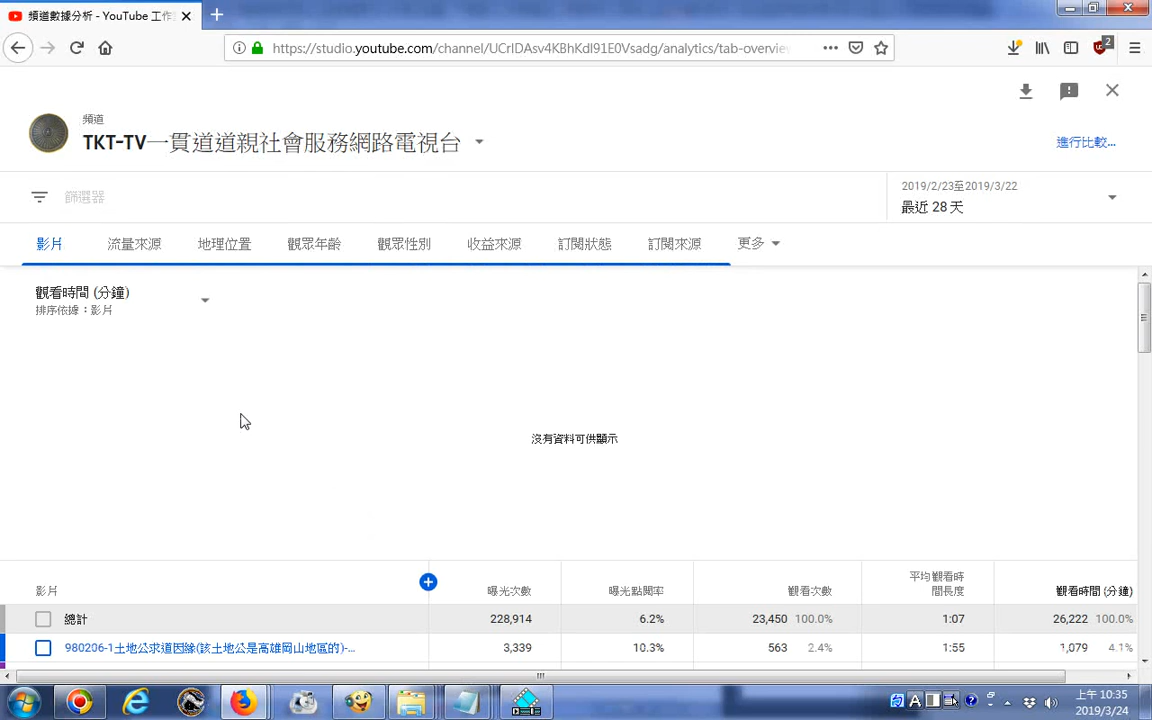 頻道數據分析 - YouTube 工作
https://studio.youtube.com/channel/UCrIDAsv4KBhKdI91E0Vsadg/analytics/tab-overvie
2
頻道
TKT-TV一貫道道親社會服務網路電視台
進行比較...
篩選器
2019/2/23至2019/3/22
最近 28 天
影片 流量來源 地理位置 觀眾年齡 觀眾性別 收益來源 訂閱狀態 訂閱來源 更多
觀看時間 (分鐘)
排序依據：影片
沒有資料可供顯示
影片 曝光次數 曝光點閱率 觀看次數 平均觀看時間長度 觀看時間 (分鐘)
總計 228,914 6.2% 23,450 100.0% 1:07 26,222 100.0%
980206-1土地公求道因緣(該土地公是高雄岡山地區的)-... 3,339 10.3% 563 2.4% 1:55 1,079 4.1%
上午 10:35
2019/3/24